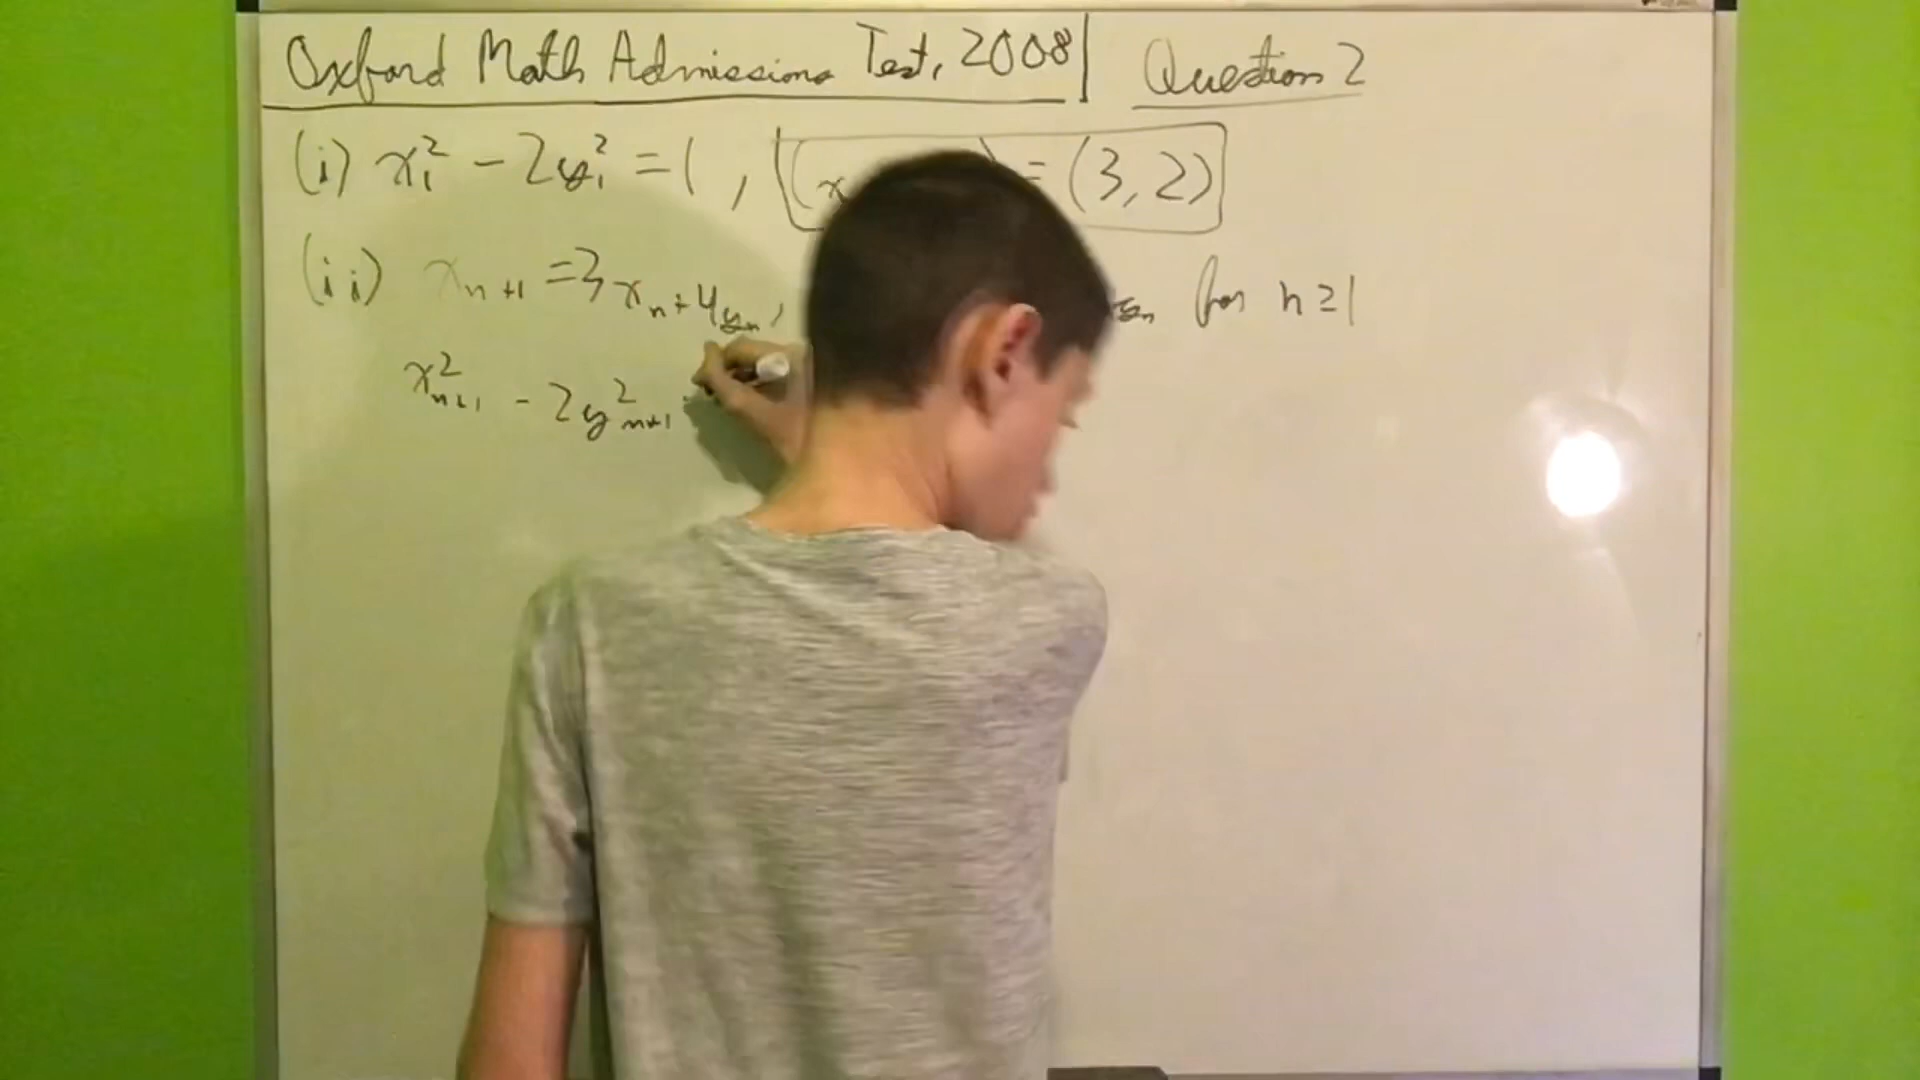 Oxford Math Admissions Test, 2008 | Question 2
(i) x₁² - 2y₁² = 1, (x ) = (3, 2)
(ii) xₙ₊₁ = 3xₙ + 4yₙ, yₙ for n ≥ 1
x²ₙ₊₁ - 2y²ₙ₊₁